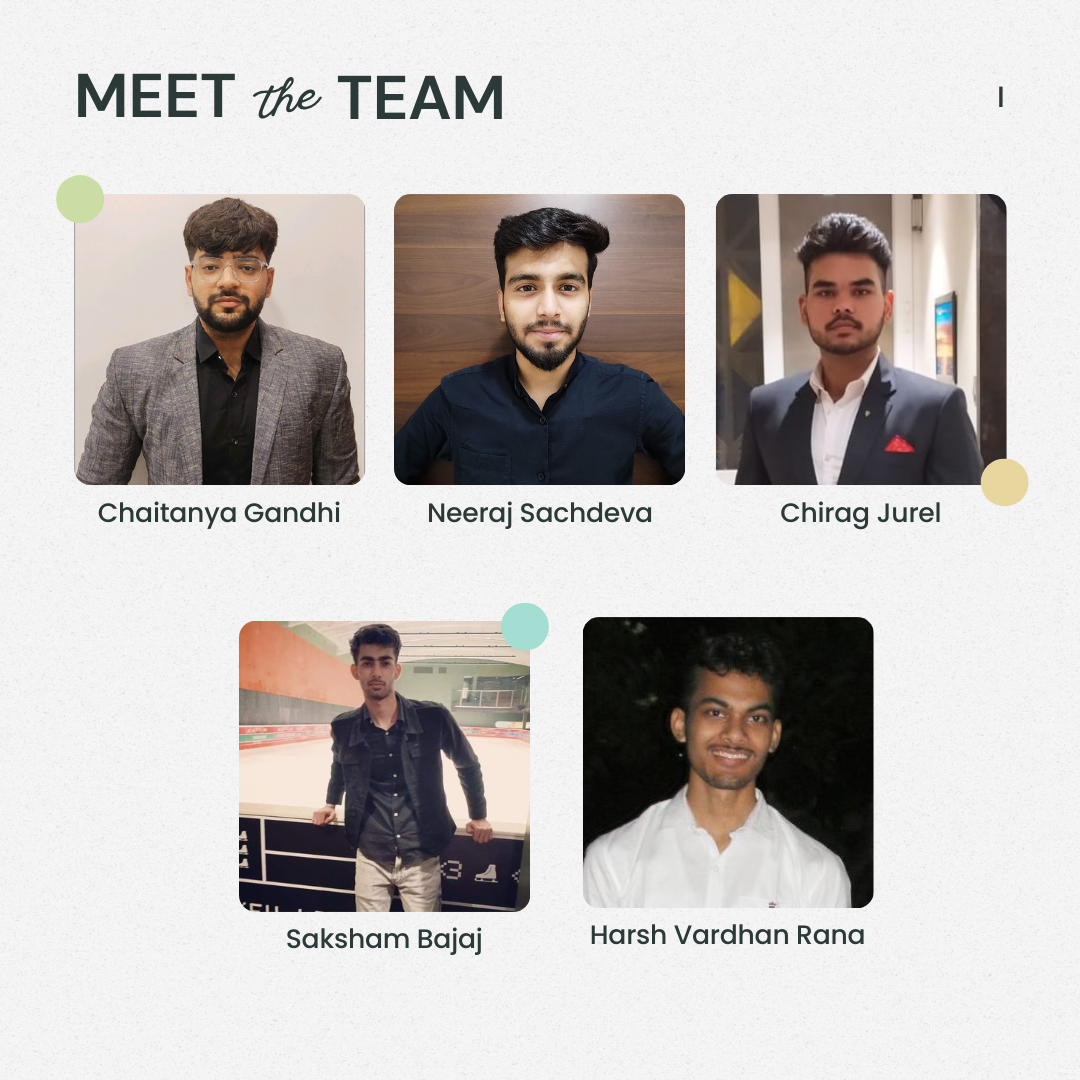 MEET the TEAM
I
Chaitanya Gandhi
Neeraj Sachdeva
Chirag Jurel
Saksham Bajaj
Harsh Vardhan Rana